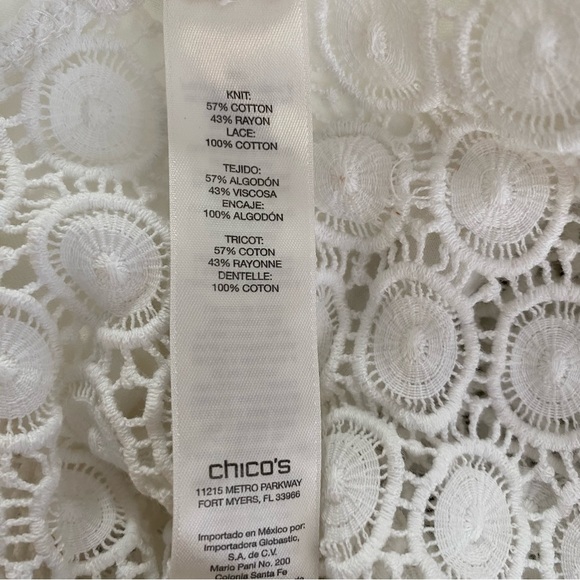 KNIT:
57% COTTON
43% RAYON
LACE:
100% COTTON
TEJIDO:
57% ALGODÓN
43% VISCOSA
ENCAJE:
100% ALGODÓN
TRICOT:
57% COTON
43% RAYONNE
DENTELLE:
100% COTON
chico's
11215 METRO PARKWAY
FORT MYERS, FL 33966
Importado en México por:
Importadora Globastic,
S.A. de C.V.
Mario Pani No. 200
Colonia Santa Fe